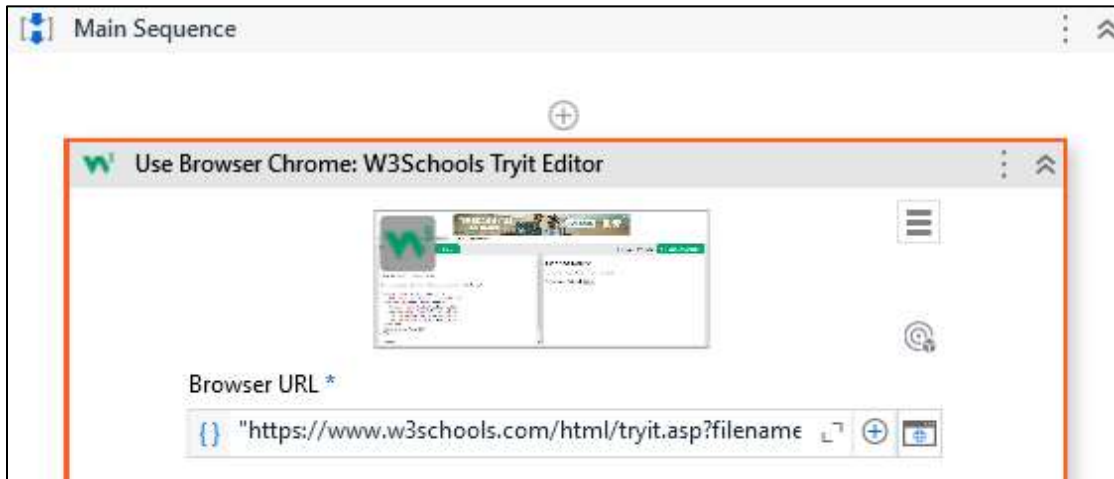 Main Sequence
Use Browser Chrome: W3Schools Tryit Editor
Browser URL *
{} "https://www.w3schools.com/html/tryit.asp?filename